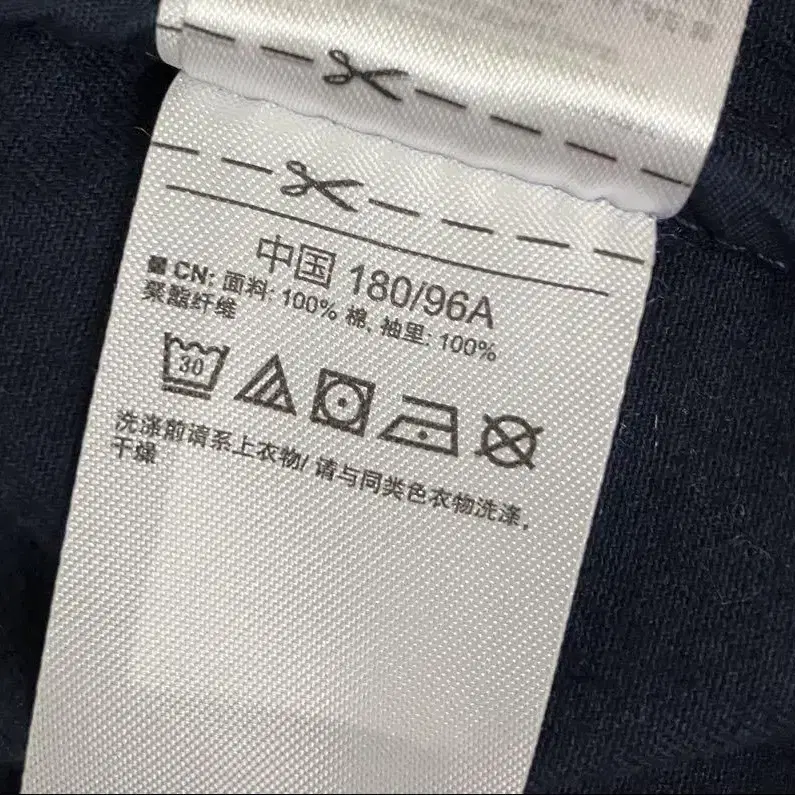 中国 180/96A
CN: 面料: 100% 棉, 袖里: 100%
聚酯纤维
30
洗涤前请系上衣物/ 请与同类色衣物洗涤.
干燥